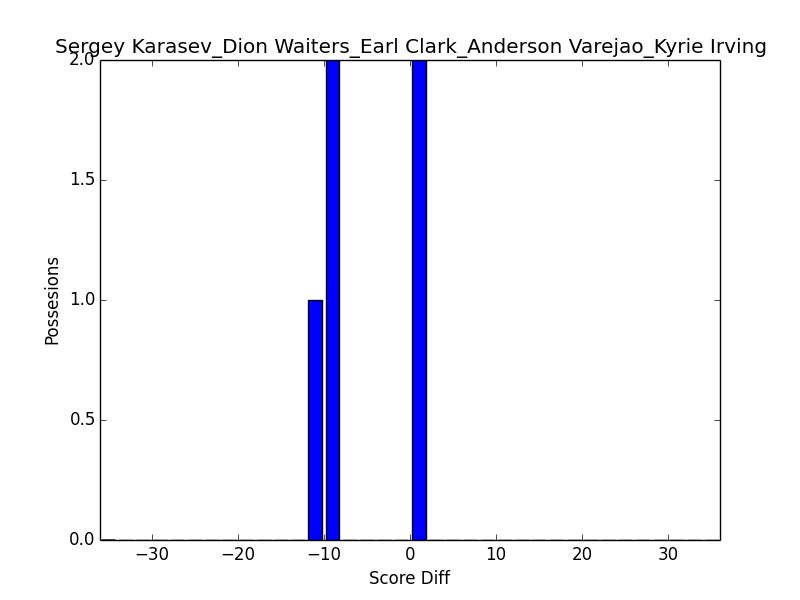 Sergey Karasev_Dion Waiters_Earl Clark_Anderson Varejao_Kyrie Irving
2.0
1.5
1.0
0.5
0.0
Possesions
−30 −20 −10 0 10 20 30
Score Diff